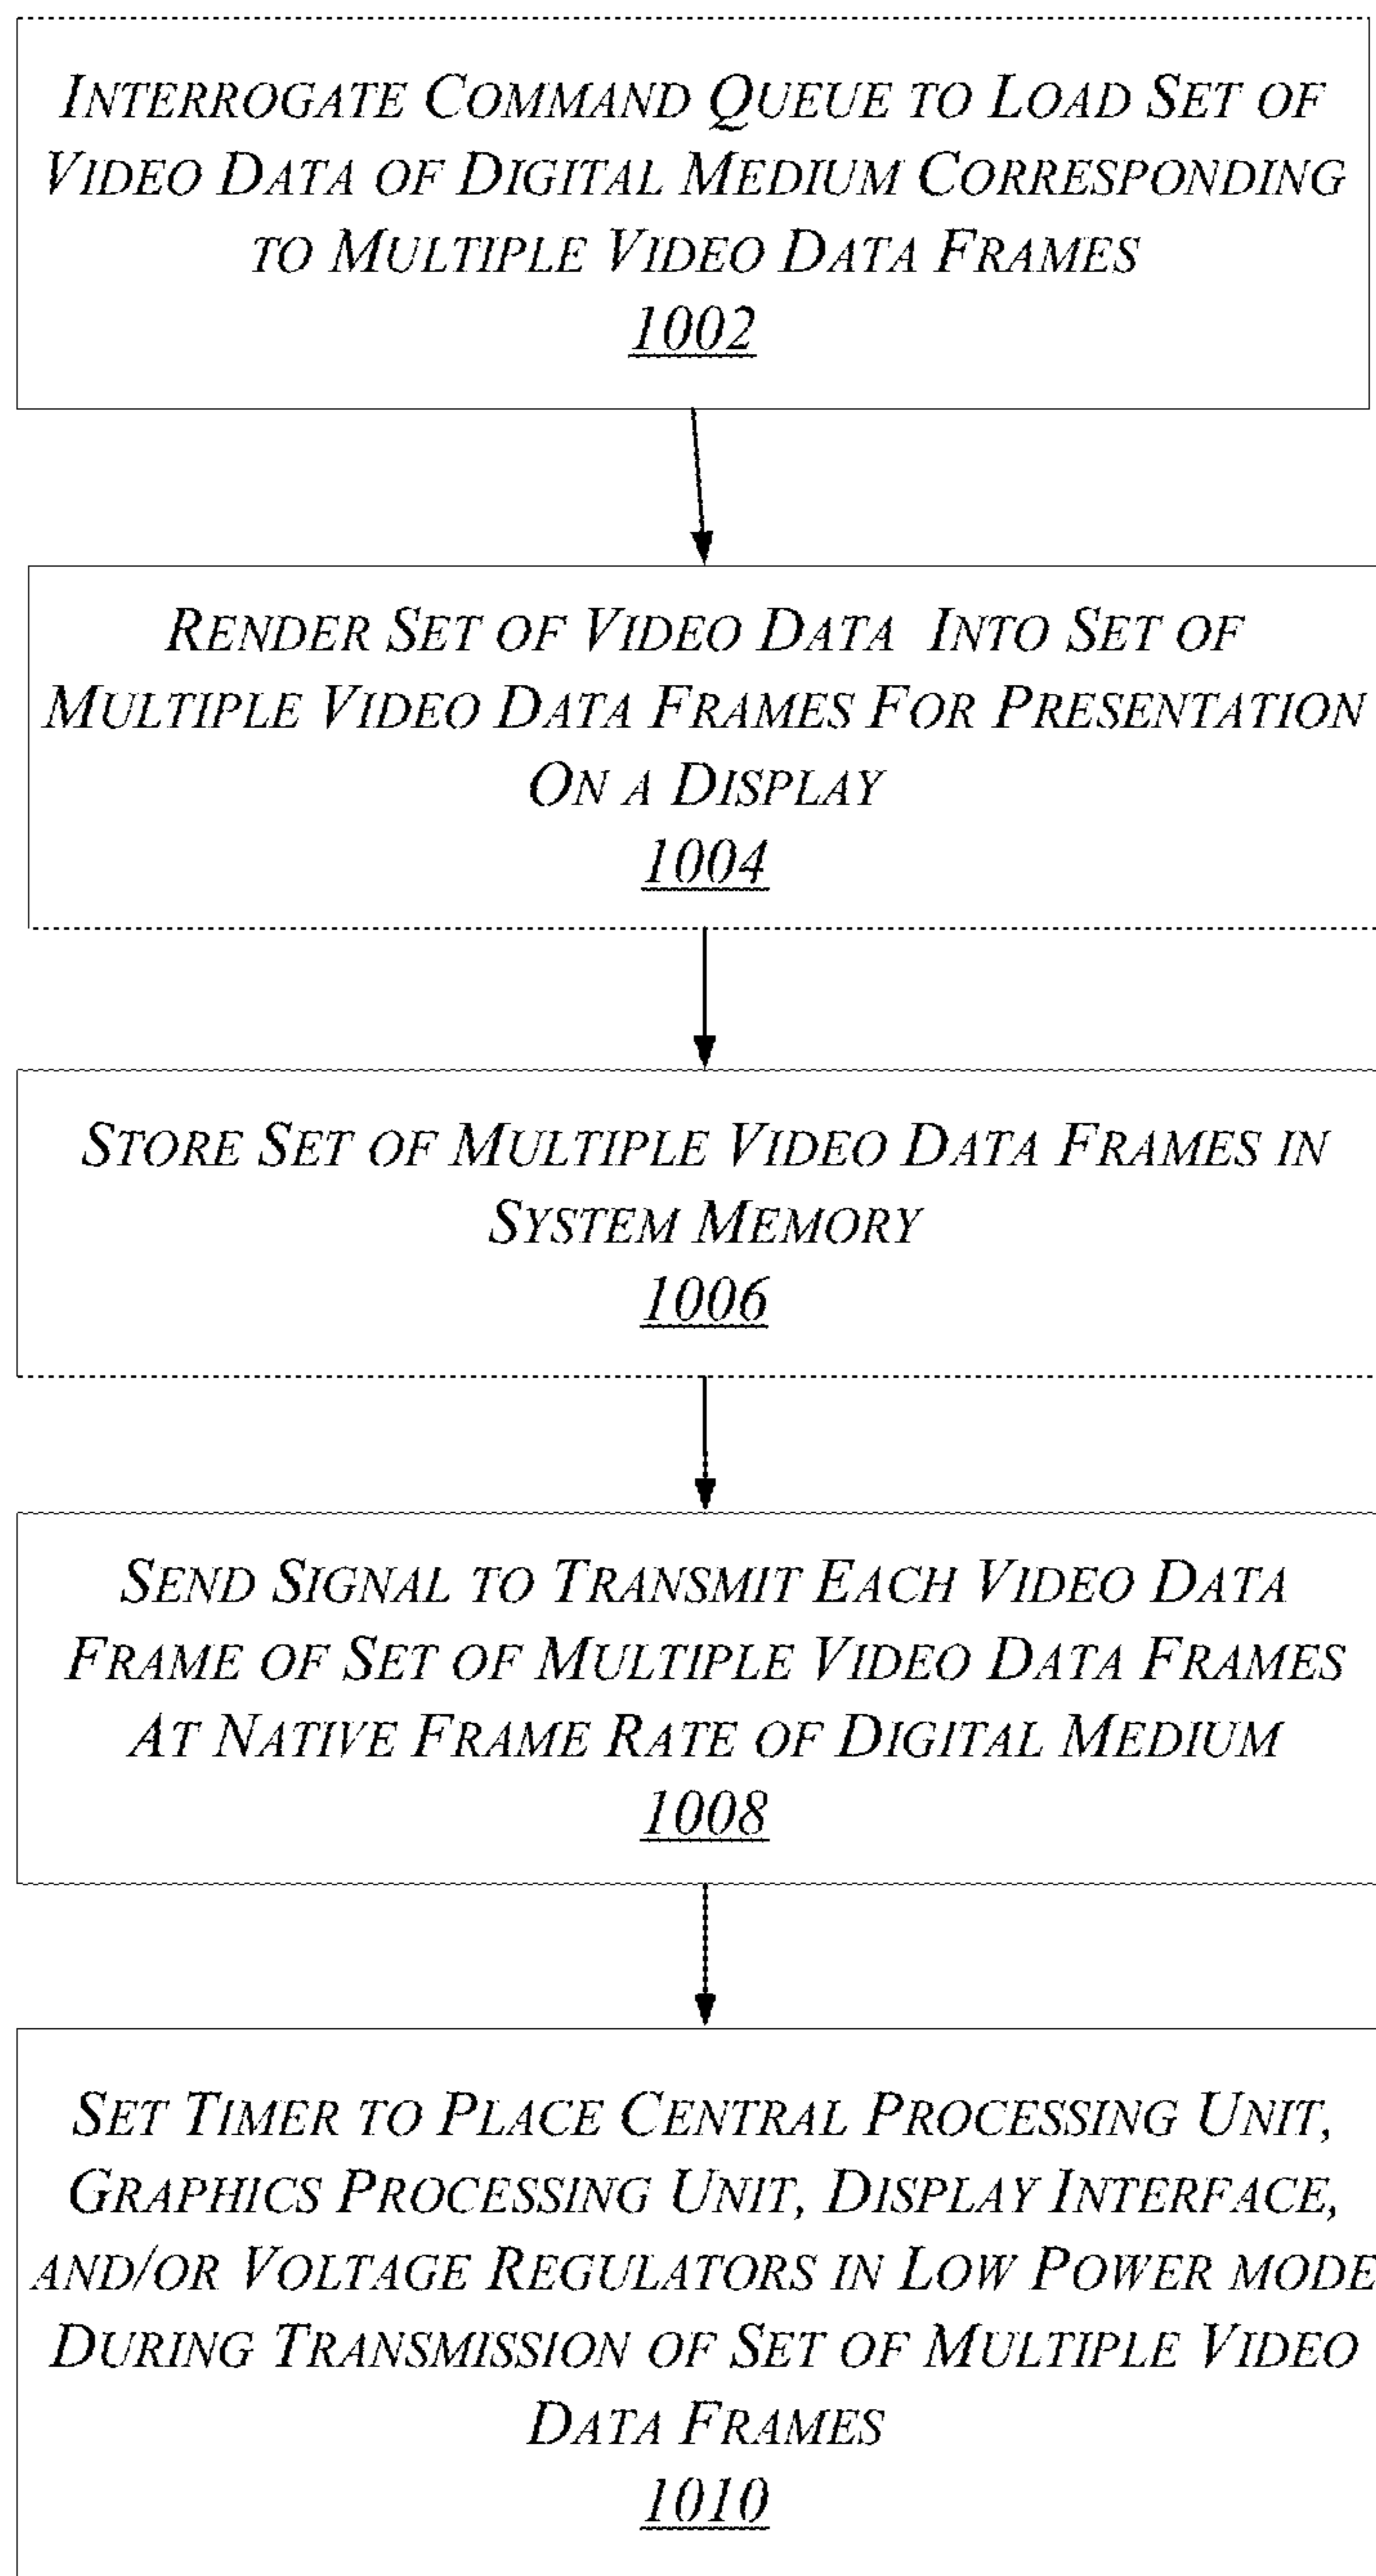 INTERROGATE COMMAND QUEUE TO LOAD SET OF
VIDEO DATA OF DIGITAL MEDIUM CORRESPONDING
TO MULTIPLE VIDEO DATA FRAMES
1002
RENDER SET OF VIDEO DATA INTO SET OF
MULTIPLE VIDEO DATA FRAMES FOR PRESENTATION
ON A DISPLAY
1004
STORE SET OF MULTIPLE VIDEO DATA FRAMES IN
SYSTEM MEMORY
1006
SEND SIGNAL TO TRANSMIT EACH VIDEO DATA
FRAME OF SET OF MULTIPLE VIDEO DATA FRAMES
AT NATIVE FRAME RATE OF DIGITAL MEDIUM
1008
SET TIMER TO PLACE CENTRAL PROCESSING UNIT,
GRAPHICS PROCESSING UNIT, DISPLAY INTERFACE,
AND/OR VOLTAGE REGULATORS IN LOW POWER MODE
DURING TRANSMISSION OF SET OF MULTIPLE VIDEO
DATA FRAMES
1010